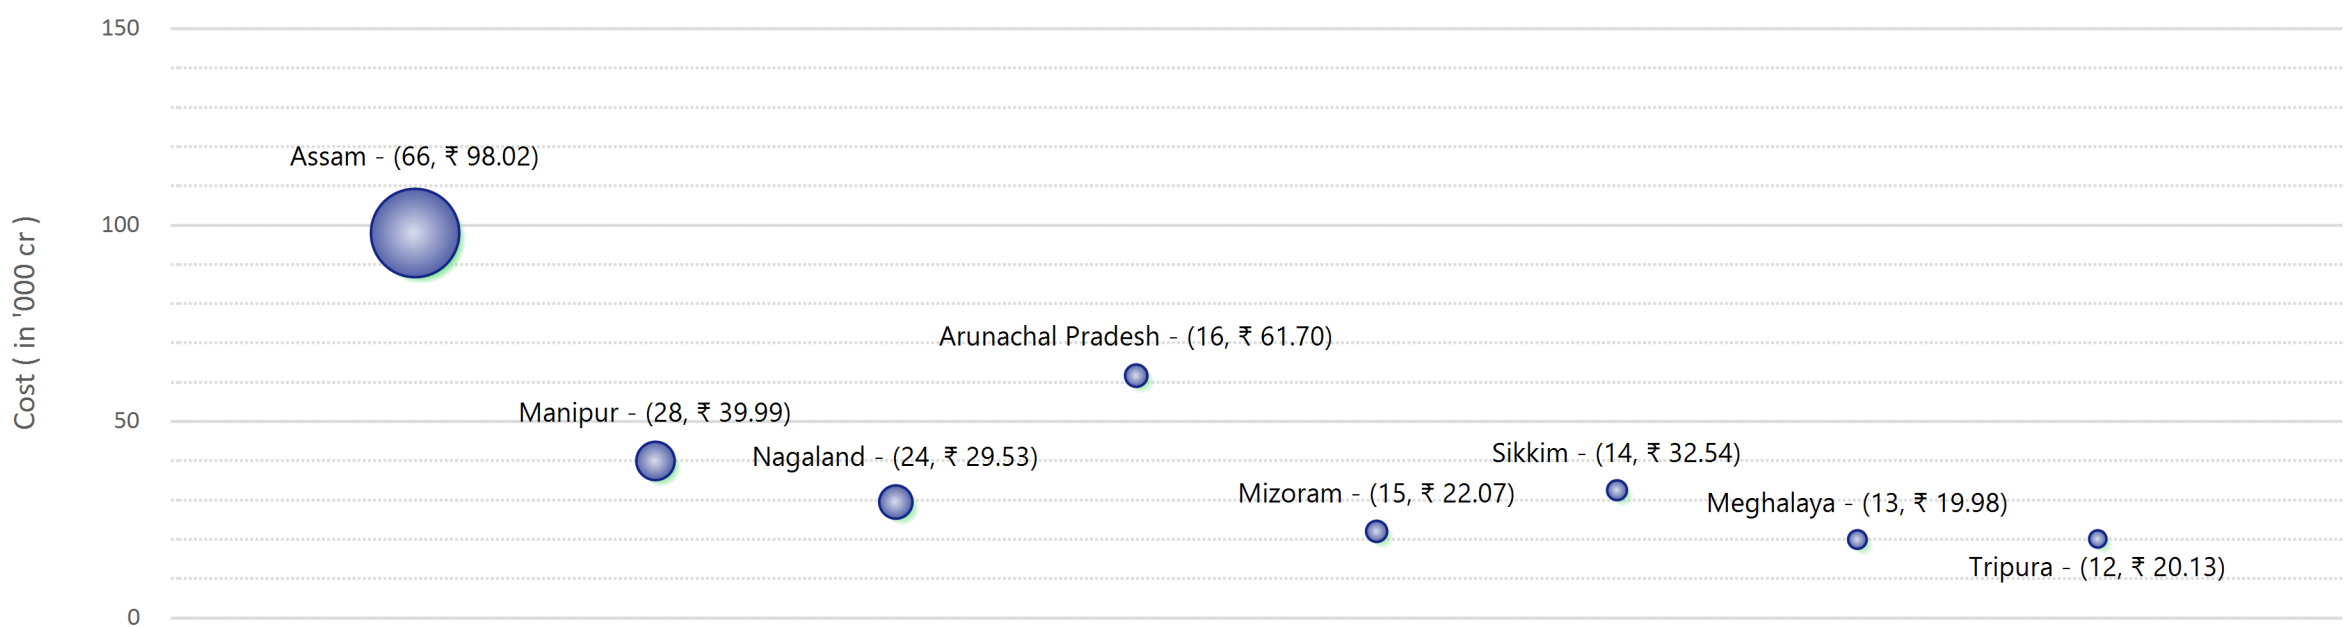 Cost ( in '000 cr )
150
100
50
0
Assam - (66, ₹ 98.02)
Manipur - (28, ₹ 39.99)
Nagaland - (24, ₹ 29.53)
Arunachal Pradesh - (16, ₹ 61.70)
Mizoram - (15, ₹ 22.07)
Sikkim - (14, ₹ 32.54)
Meghalaya - (13, ₹ 19.98)
Tripura - (12, ₹ 20.13)